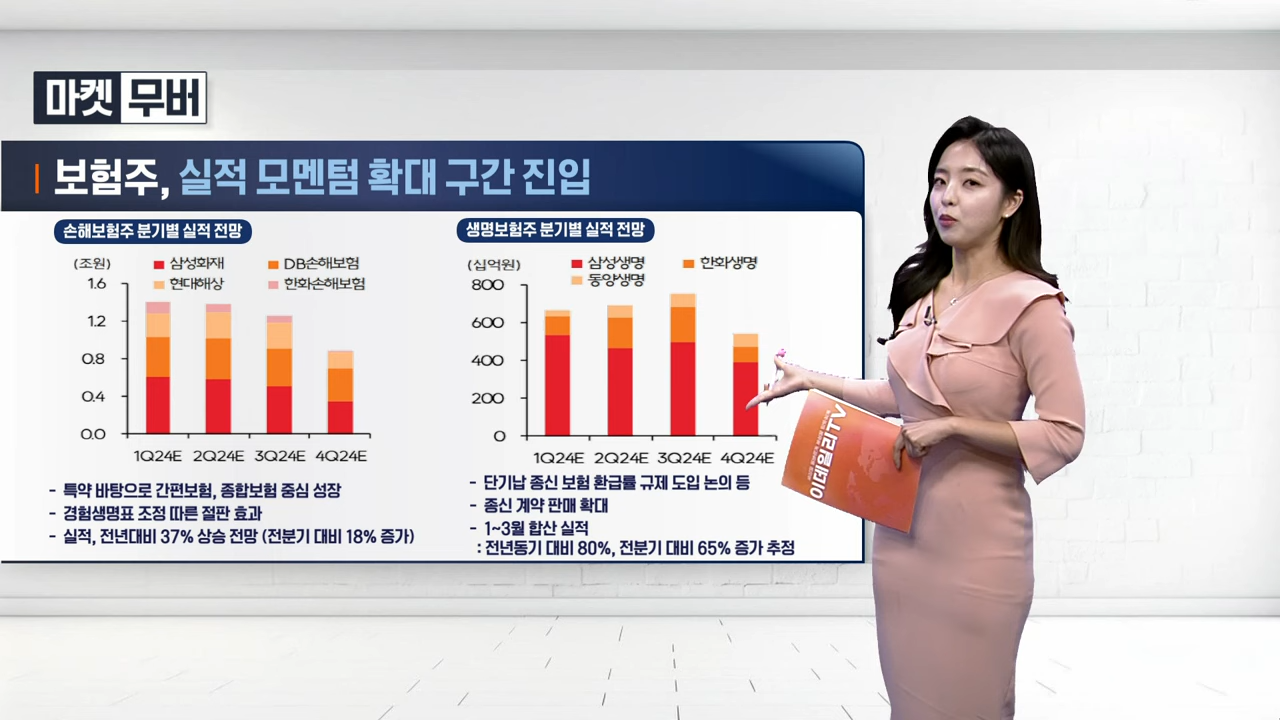 마켓 무버
보험주, 실적 모멘텀 확대 구간 진입
손해보험주 분기별 실적 전망
(조원)
삼성화재 DB손해보험
현대해상 한화손해보험
1.6
1.2
0.8
0.4
0.0
1Q24E 2Q24E 3Q24E 4Q24E
- 특약 바탕으로 간편보험, 종합보험 중심 성장
- 경험생명표 조정 따른 절판 효과
- 실적, 전년대비 37% 상승 전망 (전분기 대비 18% 증가)
생명보험주 분기별 실적 전망
(십억원)
삼성생명 한화생명
동양생명
800
600
400
200
0
1Q24E 2Q24E 3Q24E 4Q24E
- 단기납 종신 보험 환급률 규제 도입 논의 등
- 종신 계약 판매 확대
- 1~3월 합산 실적
: 전년동기 대비 80%, 전분기 대비 65% 증가 추정
이데일리TV